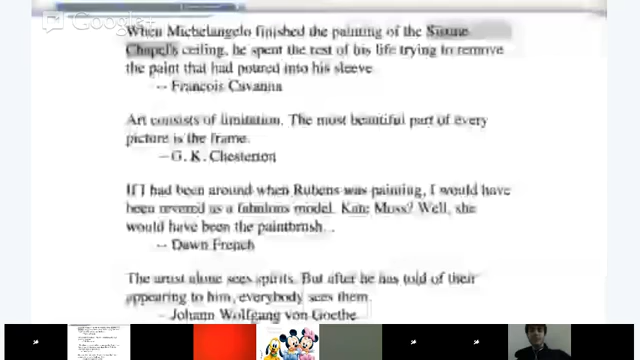 Google+
When Michelangelo finished the painting of the Sistine
Chapel's ceiling, he spent the rest of his life trying to remove
the paint that had poured into his sleeve.
-- Francois Cavanna
Art consists of limitation. The most beautiful part of every
picture is the frame.
--G. K. Chesterton
If I had been around when Rubens was painting, I would have
been revered as a fabulous model. Kate Moss? Well, she
would have been the paintbrush...
-- Dawn French
The artist alone sees spirits. But after he has told of their
appearing to him, everybody sees them.
-- Johann Wolfgang von Goethe